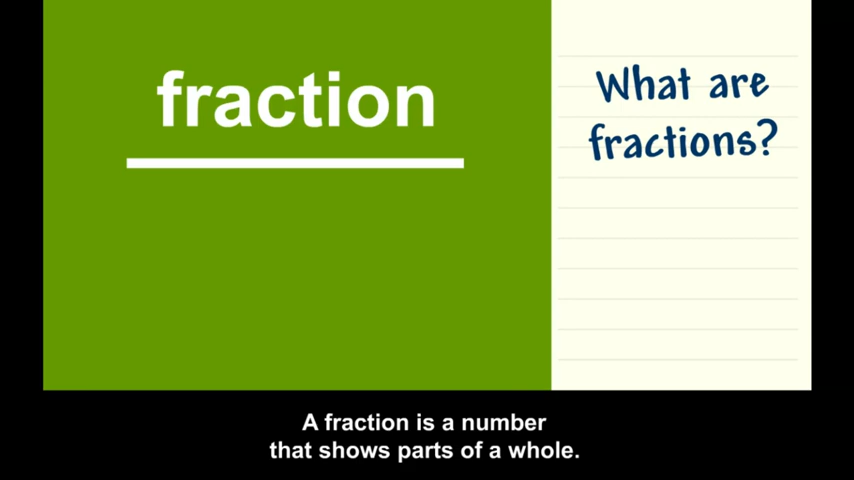 fraction
What are
fractions?
A fraction is a number
that shows parts of a whole.